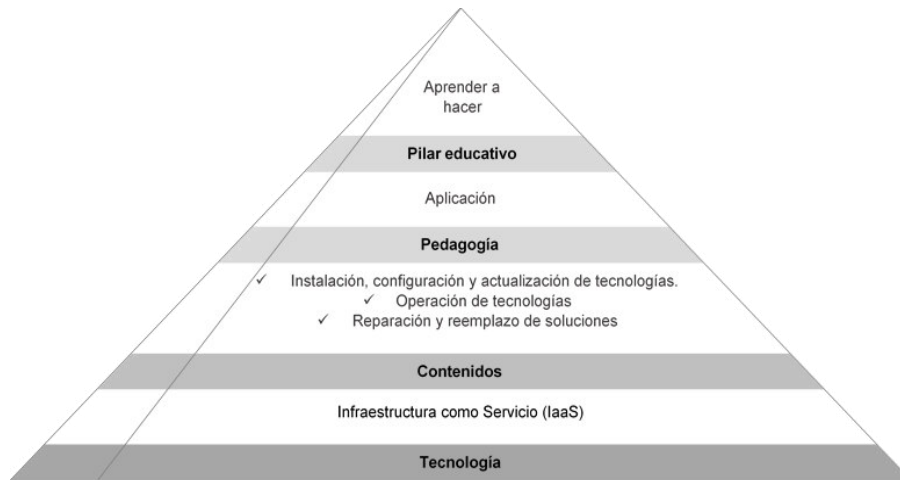 Aprender a
hacer
Pilar educativo
Aplicación
Pedagogía
✓ Instalación, configuración y actualización de tecnologías.
✓ Operación de tecnologías
✓ Reparación y reemplazo de soluciones
Contenidos
Infraestructura como Servicio (IaaS)
Tecnología